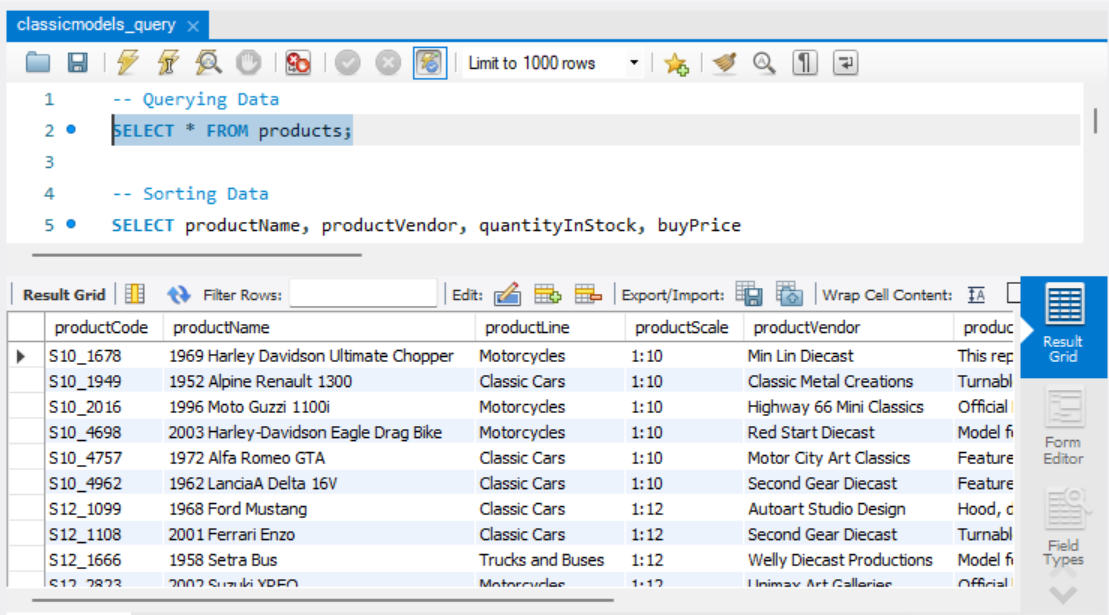 classicmodels_query
Limit to 1000 rows
1 -- Querying Data
2 SELECT * FROM products;
3
4 -- Sorting Data
5 SELECT productName, productVendor, quantityInStock, buyPrice
Result Grid Filter Rows: Edit: Export/Import: Wrap Cell Content:
productCode productName productLine productScale productVendor produc
S10_1678 1969 Harley Davidson Ultimate Chopper Motorcycles 1:10 Min Lin Diecast This rep
S10_1949 1952 Alpine Renault 1300 Classic Cars 1:10 Classic Metal Creations Turnabl
S10_2016 1996 Moto Guzzi 1100i Motorcycles 1:10 Highway 66 Mini Classics Official
S10_4698 2003 Harley-Davidson Eagle Drag Bike Motorcycles 1:10 Red Start Diecast Model f
S10_4757 1972 Alfa Romeo GTA Classic Cars 1:10 Motor City Art Classics Feature
S10_4962 1962 LanciaA Delta 16V Classic Cars 1:10 Second Gear Diecast Feature
S12_1099 1968 Ford Mustang Classic Cars 1:12 Autoart Studio Design Hood, d
S12_1108 2001 Ferrari Enzo Classic Cars 1:12 Second Gear Diecast Turnabl
S12_1666 1958 Setra Bus Trucks and Buses 1:12 Welly Diecast Productions Model f
S12_2823 2002 Suzuki XREO Motorcycles 1:12 Unimax Art Galleries Official
Result
Grid
Form
Editor
Field
Types